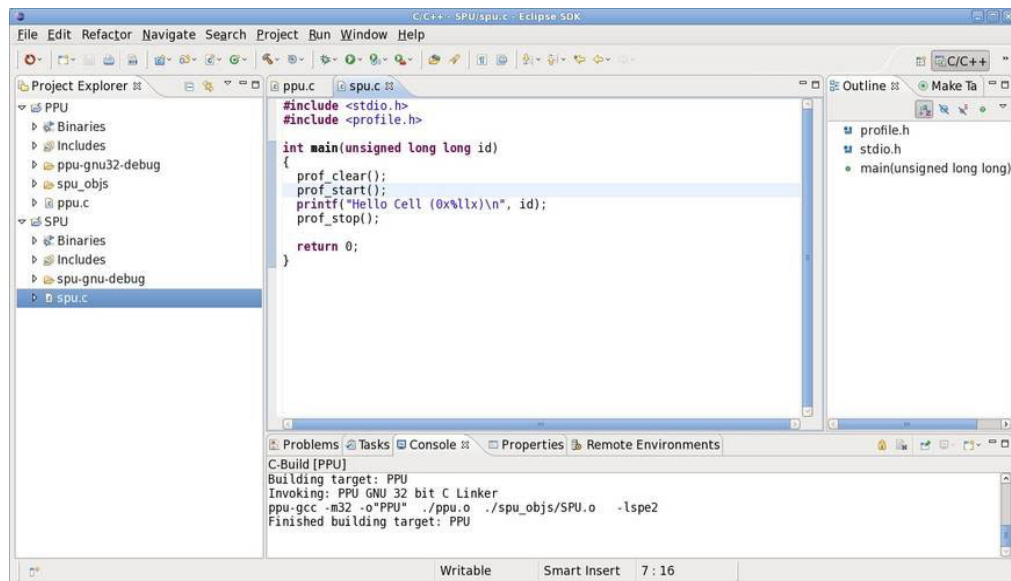 C/C++ - SPU/spu.c - Eclipse SDK
File Edit Refactor Navigate Search Project Run Window Help
C/C++
Project Explorer
PPU
Binaries
Includes
ppu-gnu32-debug
spu_objs
ppu.c
SPU
Binaries
Includes
spu-gnu-debug
spu.c
ppu.c spu.c
#include <stdio.h>
#include <profile.h>
int main(unsigned long long id)
{
prof_clear();
prof_start();
printf("Hello Cell (0x%llx)\n", id);
prof_stop();
return 0;
}
Outline Make Ta
profile.h
stdio.h
main(unsigned long long)
Problems Tasks Console Properties Remote Environments
C-Build [PPU]
Building target: PPU
Invoking: PPU GNU 32 bit C Linker
ppu-gcc -m32 -o"PPU" ./ppu.o ./spu_objs/SPU.o -lspe2
Finished building target: PPU
Writable Smart Insert 7 : 16